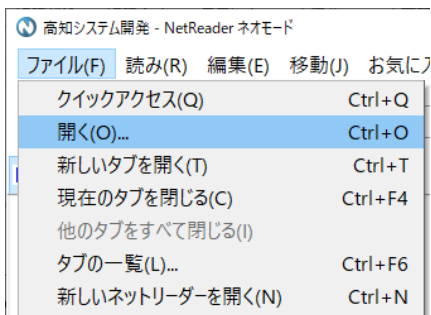 高知システム開発 - NetReader ネオモード
ファイル(F) 読み(R) 編集(E) 移動(J) お気に
クイックアクセス(Q) Ctrl+Q
開く(O)... Ctrl+O
新しいタブを開く(T) Ctrl+T
現在のタブを閉じる(C) Ctrl+F4
他のタブをすべて閉じる(I)
タブの一覧(L)... Ctrl+F6
新しいネットリーダーを開く(N) Ctrl+N